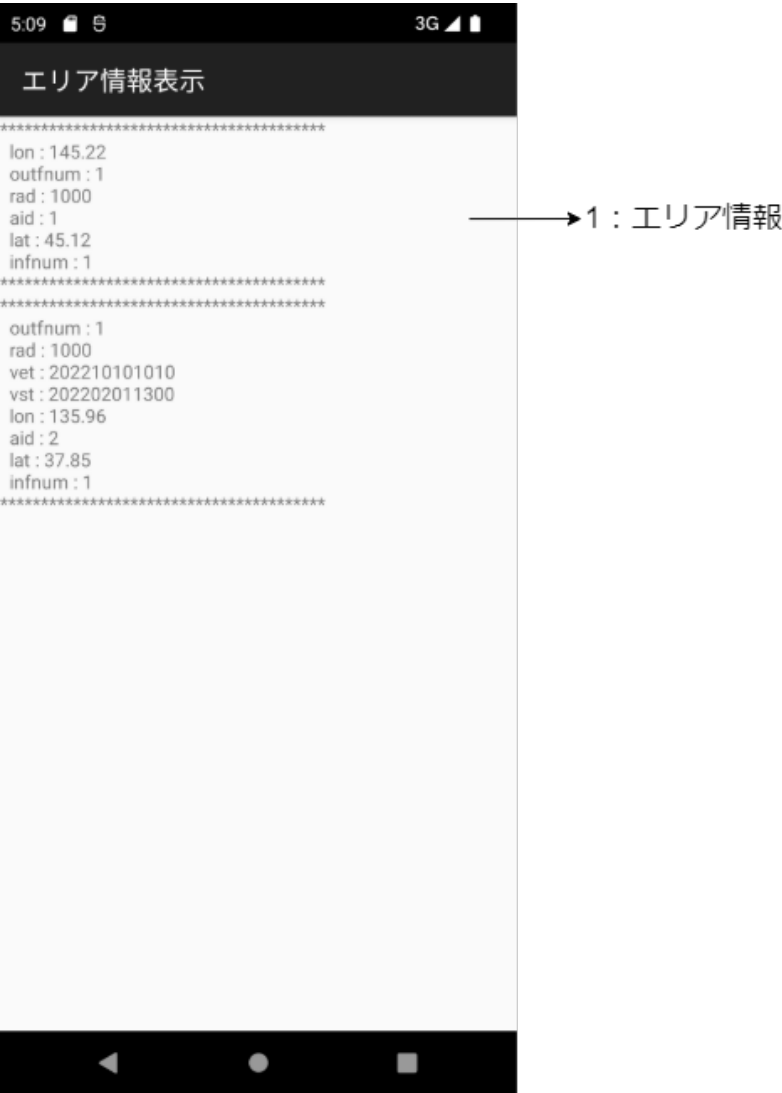 5:09 3G
エリア情報表示
****************************************
lon : 145.22
outfnum : 1
rad : 1000
aid : 1
lat : 45.12
infnum : 1
****************************************
****************************************
outfnum : 1
rad : 1000
vet : 202210101010
vst : 202202011300
lon : 135.96
aid : 2
lat : 37.85
infnum : 1
****************************************
1：エリア情報